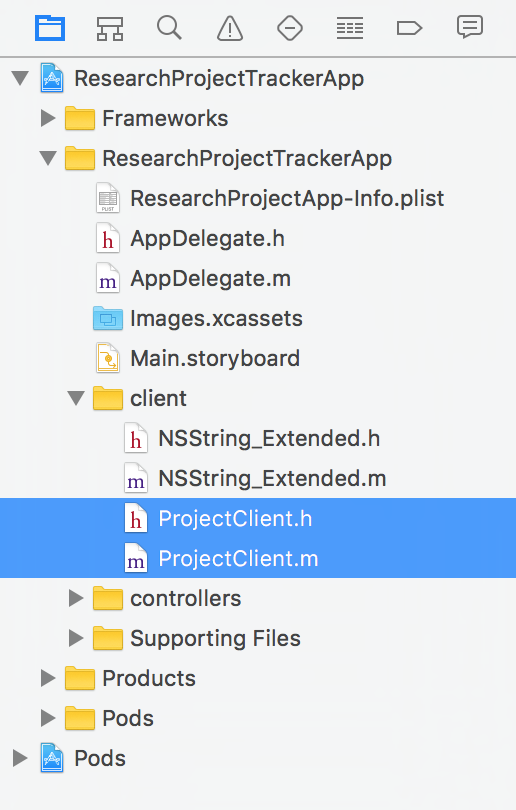 ResearchProjectTrackerApp
Frameworks
ResearchProjectTrackerApp
PLIST ResearchProjectApp-Info.plist
h AppDelegate.h
m AppDelegate.m
Images.xcassets
Main.storyboard
client
h NSString_Extended.h
m NSString_Extended.m
h ProjectClient.h
m ProjectClient.m
controllers
Supporting Files
Products
Pods
Pods